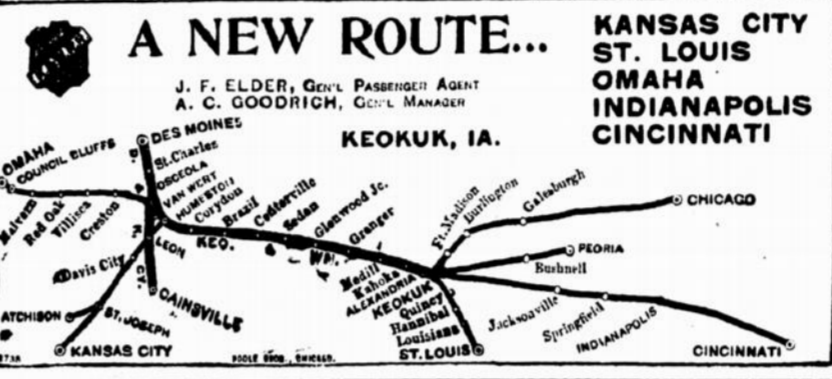 A NEW ROUTE...
J. F. ELDER, GEN'L PASSENGER AGENT
A. C. GOODRICH, GEN'L MANAGER
KEOKUK, IA.
KANSAS CITY
ST. LOUIS
OMAHA
INDIANAPOLIS
CINCINNATI
OMAHA
COUNCIL BLUFFS
Malvern
Red Oak
Villisca
Creston
DES MOINES
St. Charles
OSCEOLA
VAN WERT
HUMESTON
Corydon
Brazil
Cedterville
Sedan
Glenwood Jc.
Granger
D.
K.
C.
KEO.
LEON
Davis City
CAINSVILLE
ATCHISON
ST. JOSEPH
KANSAS CITY
Medill
Kahoka
ALEXANDRIA
KEOKUK
Quincy
Hannibal
Louisiana
ST. LOUIS
Ft. Madison
Burlington
Galesburgh
CHICAGO
PEORIA
Bushnell
Jacksonville
Springfield
INDIANAPOLIS
CINCINNATI
POOLE BROS., CHICAGO.